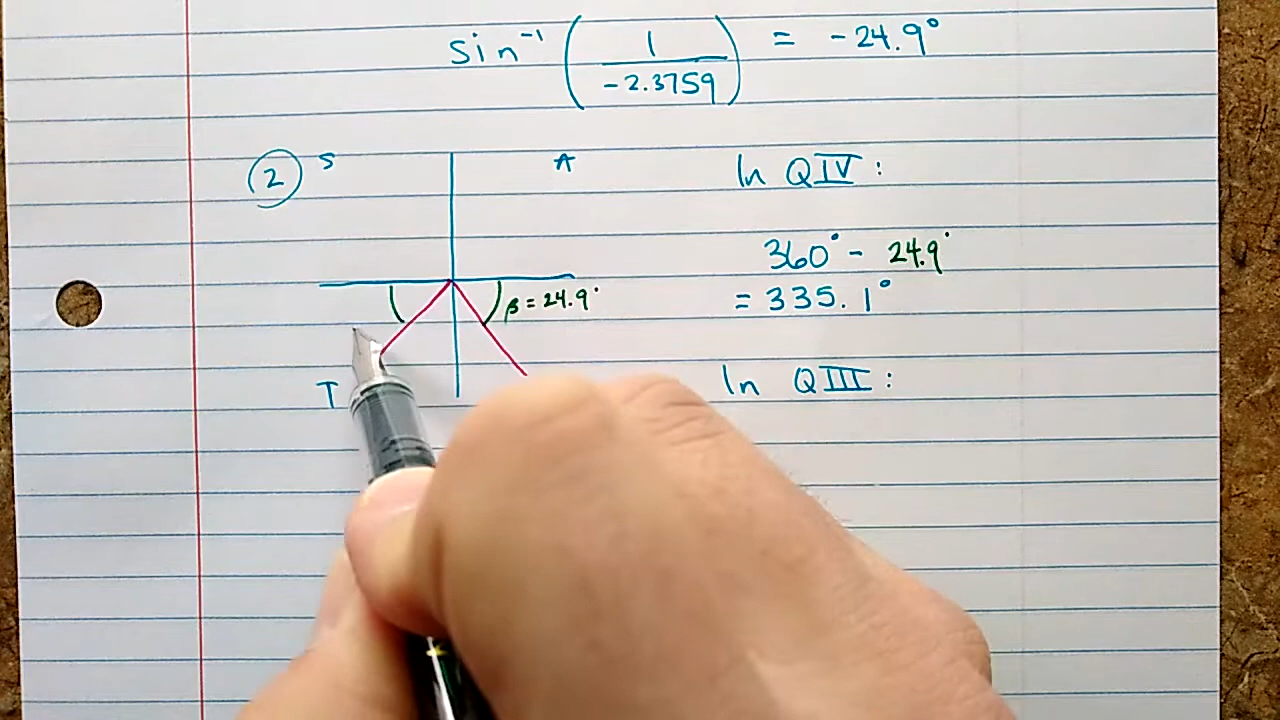 sin⁻¹ (1 / -2.3759) = -24.9°
② S A
β = 24.9°
T
In QIV:
360° - 24.9°
= 335.1°
In QIII: